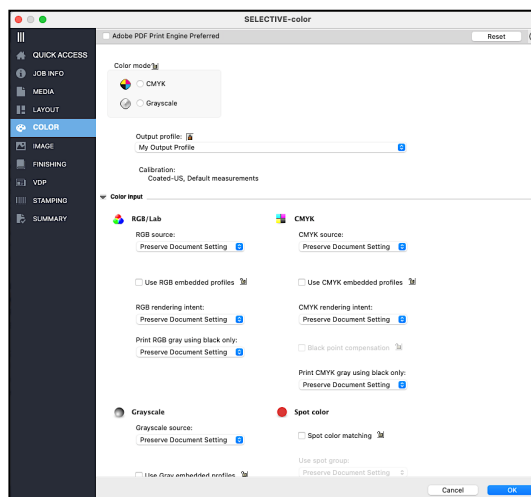 SELECTIVE-color
Adobe PDF Print Engine Preferred
Reset
QUICK ACCESS
JOB INFO
MEDIA
LAYOUT
COLOR
IMAGE
FINISHING
VDP
STAMPING
SUMMARY
Color mode
CMYK
Grayscale
Output profile:
My Output Profile
Calibration:
Coated-US, Default measurements
Color input
RGB/Lab
CMYK
RGB source:
CMYK source:
Preserve Document Setting
Preserve Document Setting
Use RGB embedded profiles
Use CMYK embedded profiles
RGB rendering intent:
CMYK rendering intent:
Preserve Document Setting
Preserve Document Setting
Print RGB gray using black only:
Preserve Document Setting
Black point compensation
Print CMYK gray using black only:
Preserve Document Setting
Grayscale
Spot color
Grayscale source:
Preserve Document Setting
Spot color matching
Use spot group:
Use Gray embedded profiles
Preserve Document Setting
Cancel
OK